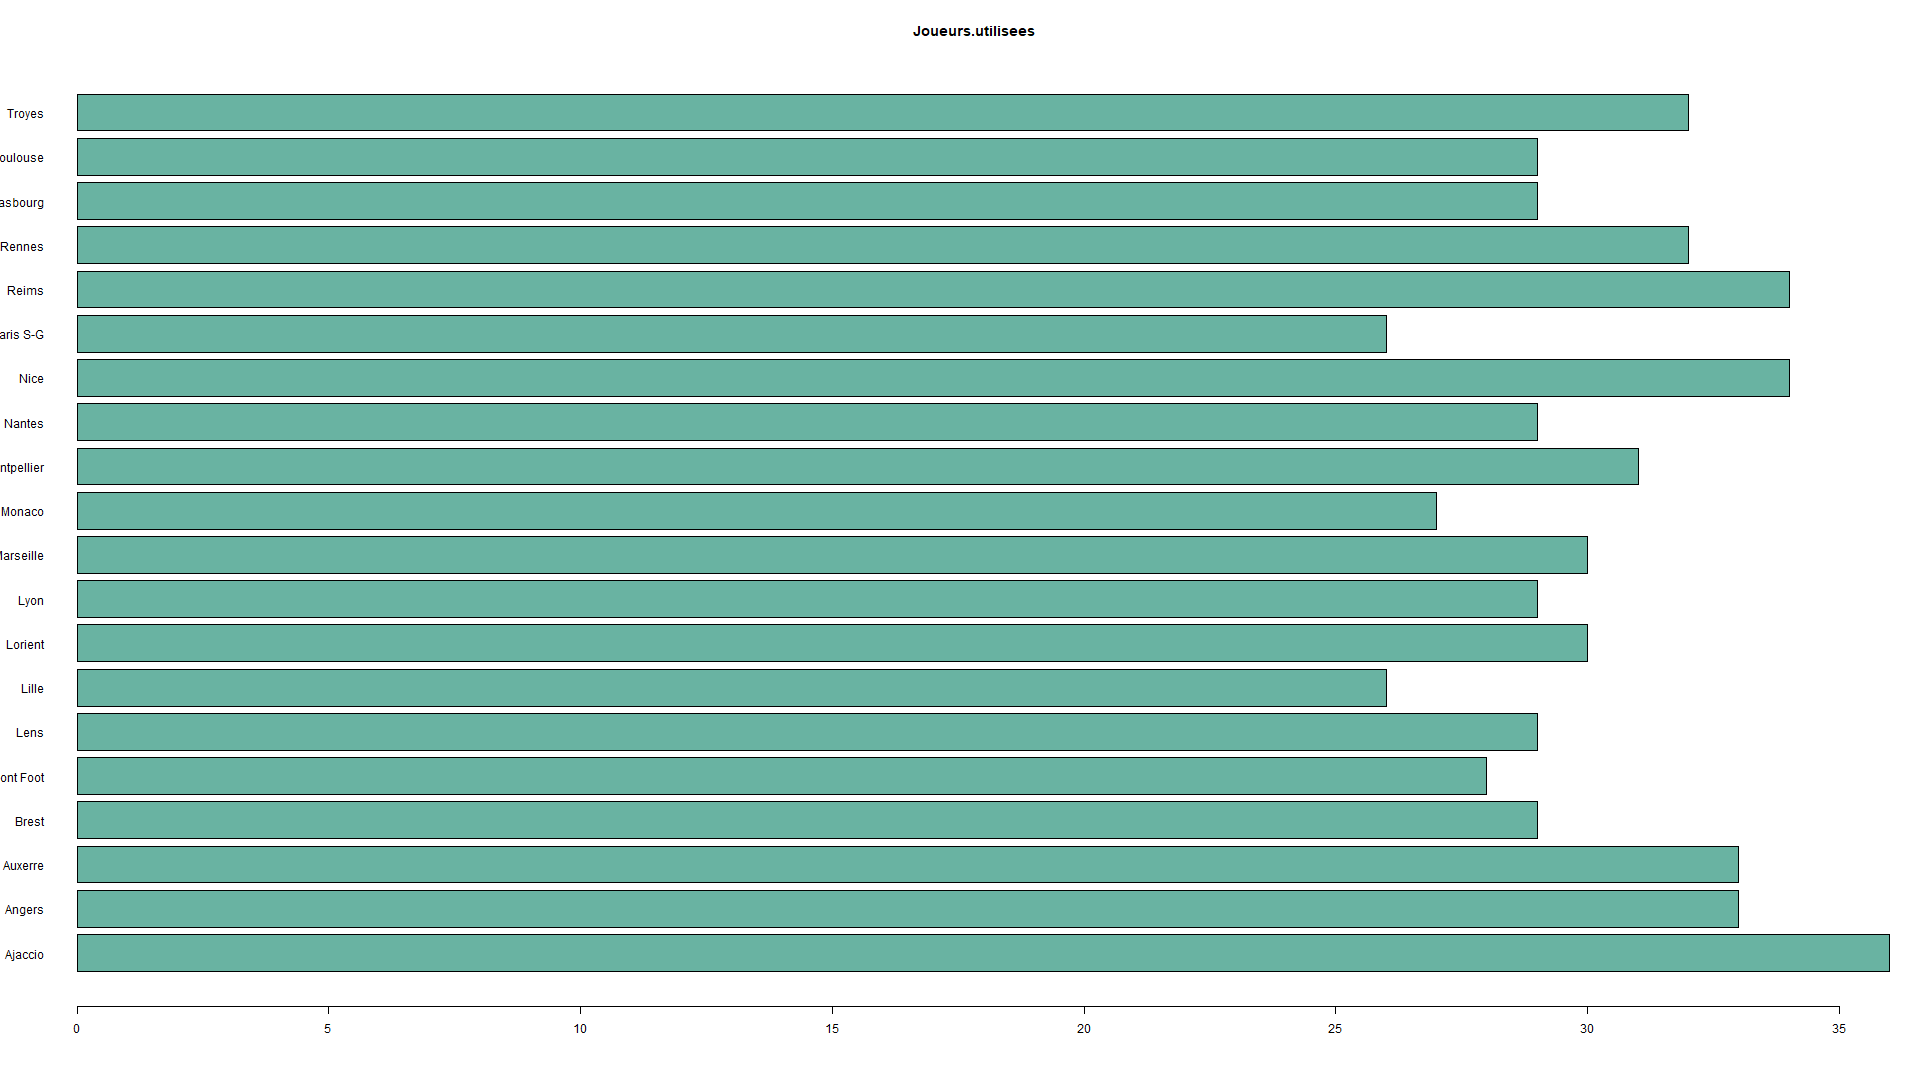 Joueurs.utilisees
Troyes
oulouse
asbourg
Rennes
Reims
aris S-G
Nice
Nantes
ntpellier
Monaco
Marseille
Lyon
Lorient
Lille
Lens
ont Foot
Brest
Auxerre
Angers
Ajaccio
0 5 10 15 20 25 30 35